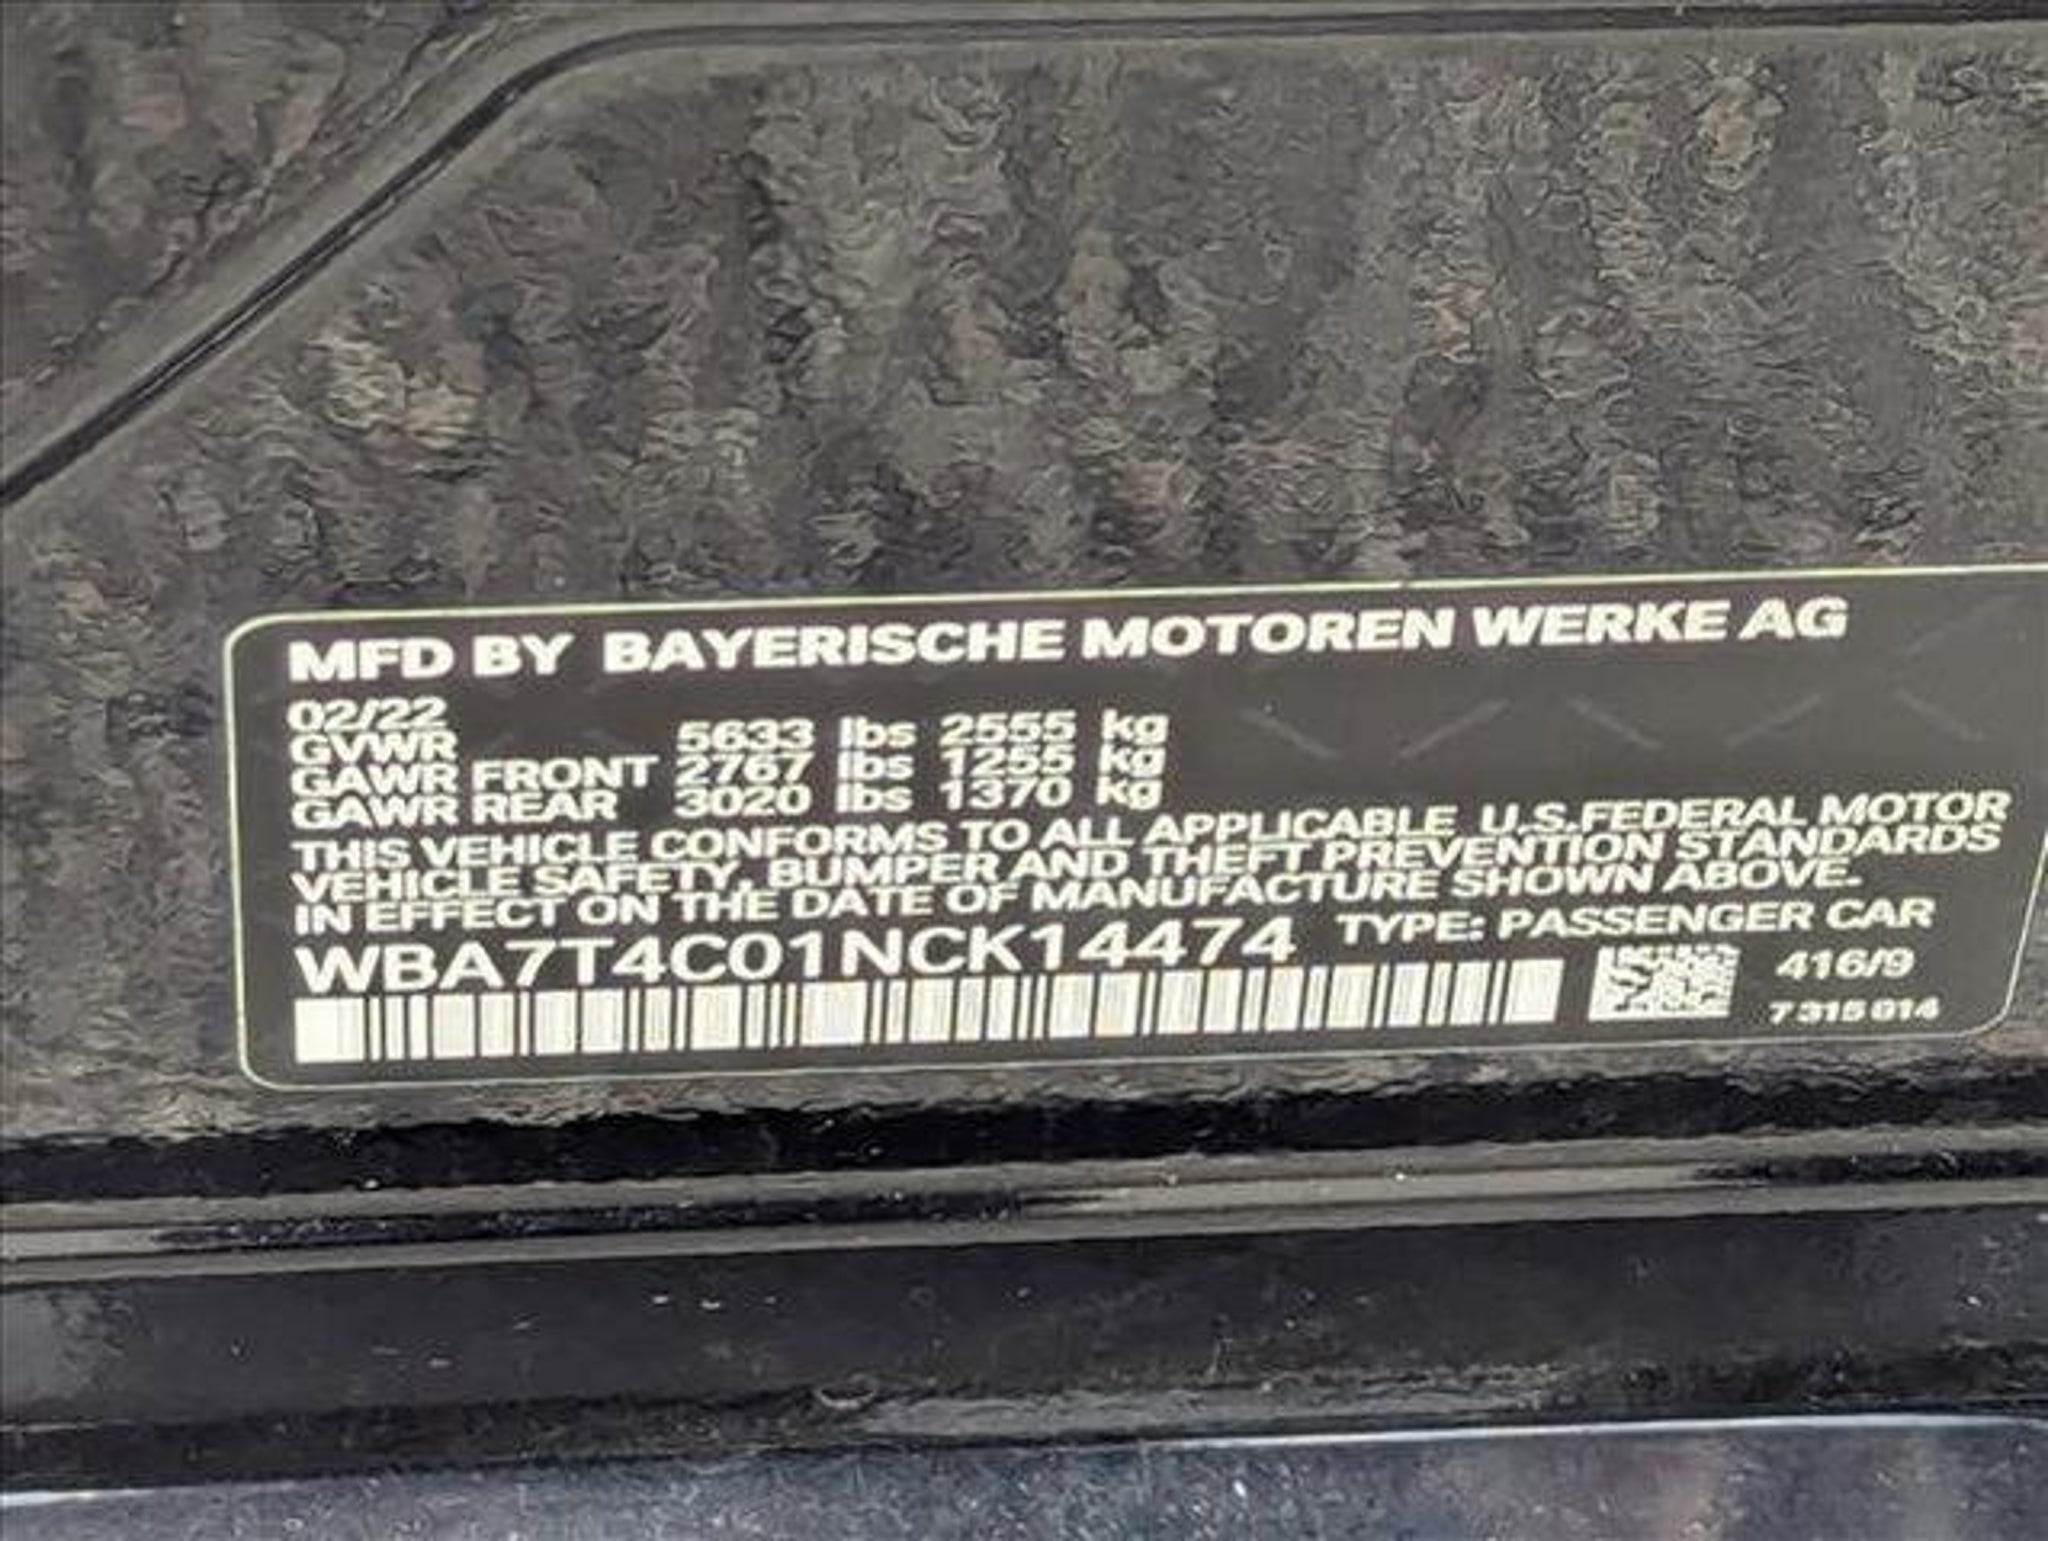 MFD BY BAYERISCHE MOTOREN WERKE AG
02/22
GVWR 5633 lbs 2555 kg
GAWR FRONT 2767 lbs 1255 kg
GAWR REAR 3020 lbs 1370 kg
THIS VEHICLE CONFORMS TO ALL APPLICABLE U.S.FEDERAL MOTOR
VEHICLE SAFETY, BUMPER AND THEFT PREVENTION STANDARDS
IN EFFECT ON THE DATE OF MANUFACTURE SHOWN ABOVE.
WBA7T4C01NCK14474 TYPE: PASSENGER CAR
416/9
7 315 014